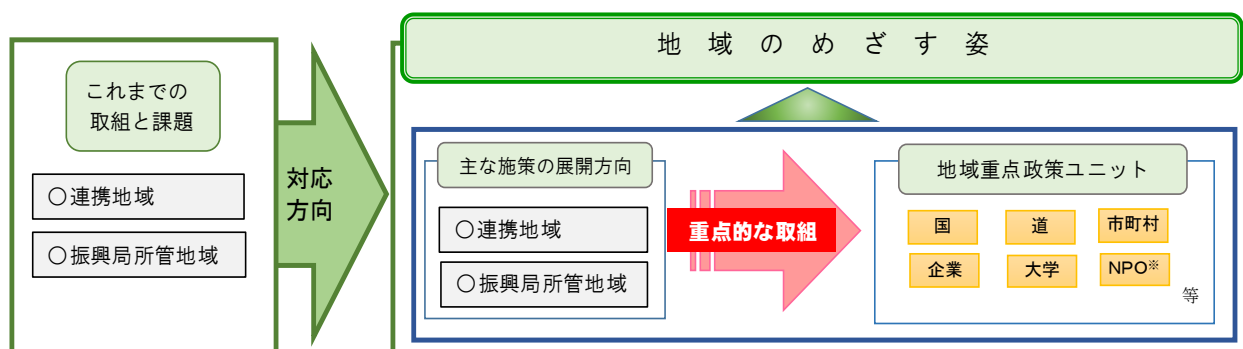 地域のめざす姿
これまでの
取組と課題
○連携地域
○振興局所管地域
対応
方向
主な施策の展開方向
○連携地域
○振興局所管地域
重点的な取組
地域重点政策ユニット
国
道
市町村
企業
大学
NPO※
等